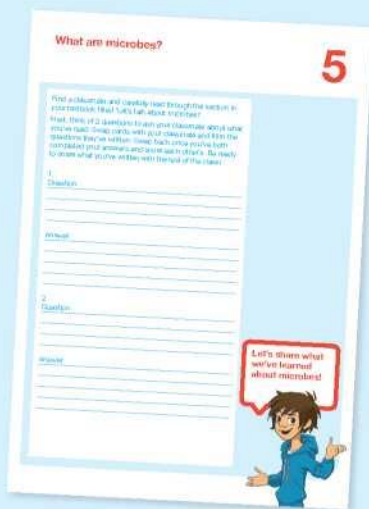 What are microbes?
5
Find a classmate and carefully read through the section in
your textbook titled 'Let's talk about microbes!'
First, think of 2 questions to ask your classmate about what
you've read. Swap cards with your classmate and fill in the
questions they've written. Swap back once you've both
completed your answers and score each other's. Be ready
to share what you've written with the rest of the class!
1.
Question
Answer
2.
Question
Answer
Let's share what
we've learned
about microbes!